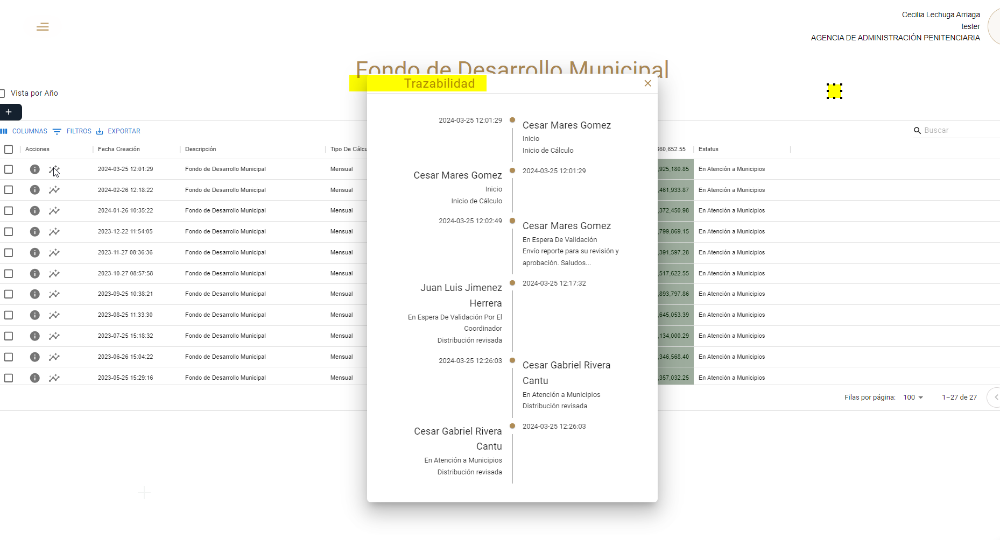 Cecilia Lechuga Arriaga
tester
AGENCIA DE ADMINISTRACIÓN PENITENCIARIA
Fondo de Desarrollo Municipal
Trazabilidad
Vista por Año
COLUMNAS FILTROS EXPORTAR
Buscar
Acciones Fecha Creación Descripción Tipo De Cálcu 360,652.55 Estatus
2024-03-25 12:01:29 Fondo de Desarrollo Municipal Mensual ,925,180.85 En Atención a Municipios
2024-02-26 12:18:22 Fondo de Desarrollo Municipal Mensual ,461,933.87 En Atención a Municipios
2024-01-26 10:35:22 Fondo de Desarrollo Municipal Mensual ,372,450.98 En Atención a Municipios
2023-12-22 11:54:05 Fondo de Desarrollo Municipal Mensual ,799,869.15 En Atención a Municipios
2023-11-27 08:36:36 Fondo de Desarrollo Municipal Mensual ,391,597.28 En Atención a Municipios
2023-10-27 08:57:58 Fondo de Desarrollo Municipal Mensual ,517,622.55 En Atención a Municipios
2023-09-25 10:38:21 Fondo de Desarrollo Municipal Mensual ,893,797.86 En Atención a Municipios
2023-08-25 11:33:30 Fondo de Desarrollo Municipal Mensual ,645,053.39 En Atención a Municipios
2023-07-25 15:18:32 Fondo de Desarrollo Municipal Mensual ,134,000.29 En Atención a Municipios
2023-06-26 15:04:22 Fondo de Desarrollo Municipal Mensual ,346,568.40 En Atención a Municipios
2023-05-25 15:29:16 Fondo de Desarrollo Municipal Mensual ,357,032.25 En Atención a Municipios
Filas por página: 100 1–27 de 27
2024-03-25 12:01:29
Cesar Mares Gomez
Inicio
Inicio de Cálculo
2024-03-25 12:01:29
Cesar Mares Gomez
Inicio
Inicio de Cálculo
2024-03-25 12:02:49
Cesar Mares Gomez
En Espera De Validación
Envío reporte para su revisión y
aprobación. Saludos...
2024-03-25 12:17:32
Juan Luis Jimenez
Herrera
En Espera De Validación Por El
Coordinador
Distribución revisada
2024-03-25 12:26:03
Cesar Gabriel Rivera
Cantu
En Atención a Municipios
Distribución revisada
2024-03-25 12:26:03
Cesar Gabriel Rivera
Cantu
En Atención a Municipios
Distribución revisada